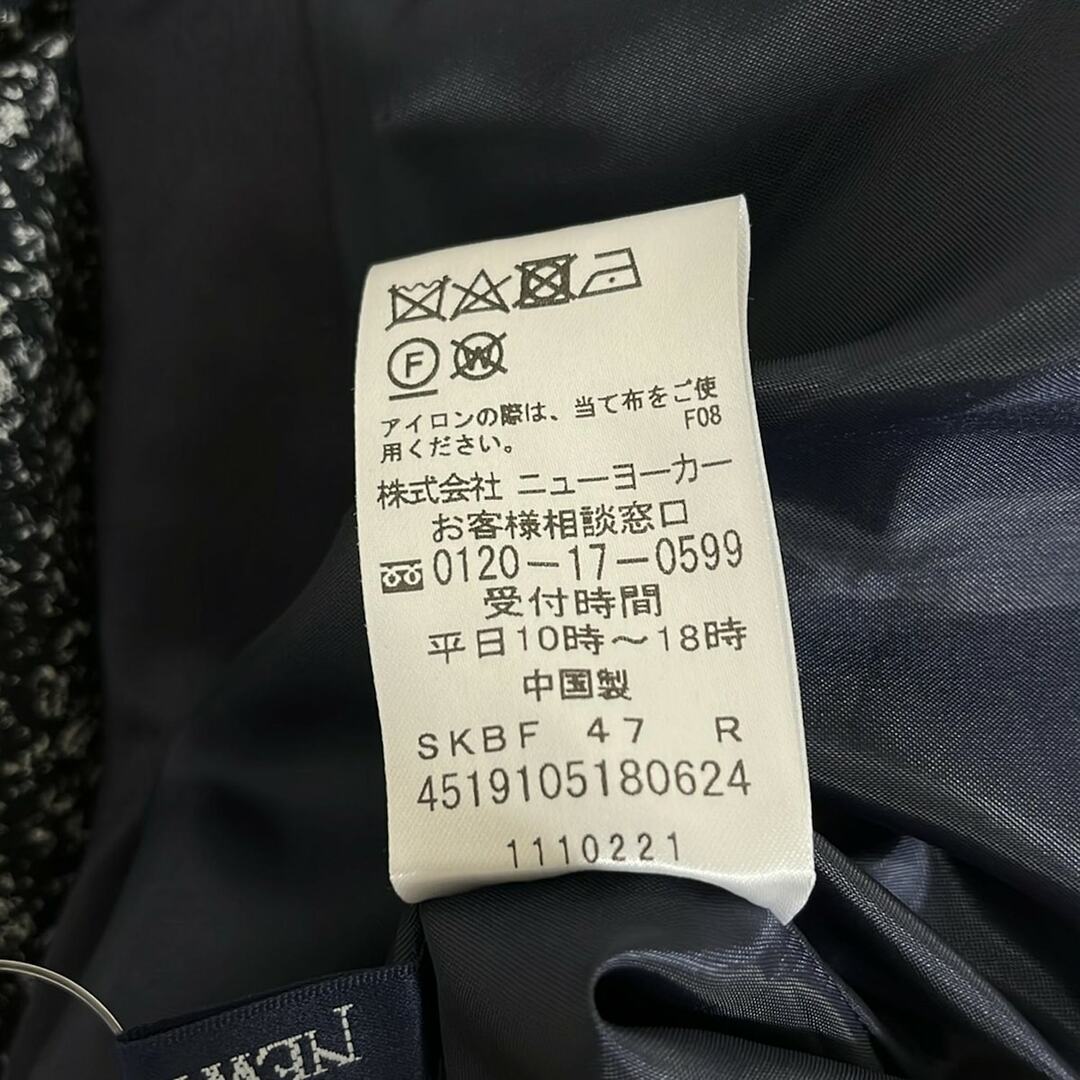 F W
アイロンの際は、当て布をご使
用ください。 F08
株式会社 ニューヨーカー
お客様相談窓口
0120-17-0599
受付時間
平日10時～18時
中国製
SKBF 47 R
4519105180624
1110221
NEW